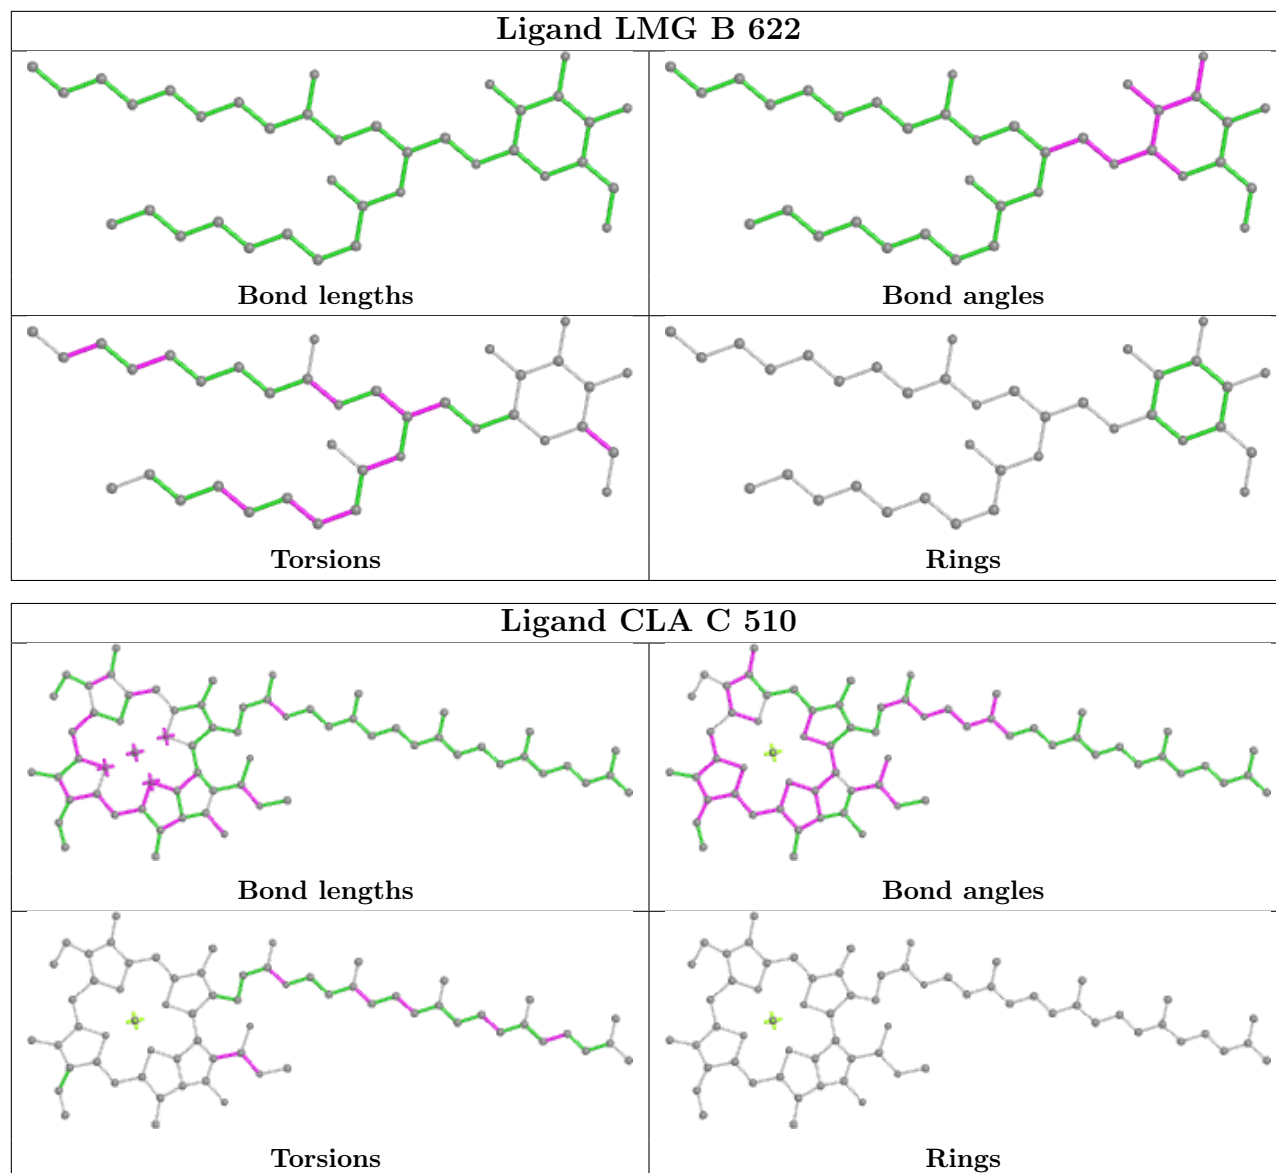 Ligand LMG B 622
Bond lengths
Bond angles
Torsions
Rings
Ligand CLA C 510
Bond lengths
Bond angles
Torsions
Rings